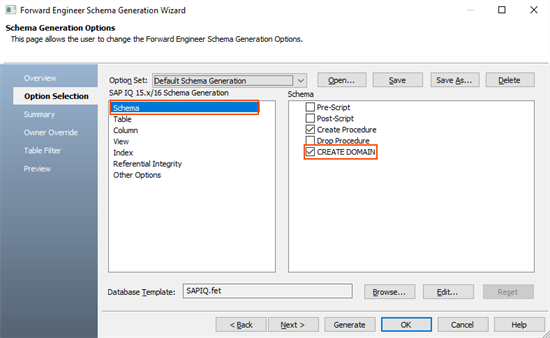 Forward Engineer Schema Generation Wizard
Schema Generation Options
This page allows the user to change the Forward Engineer Schema Generation Options.
Overview
Option Selection
Summary
Owner Override
Table Filter
Preview
Option Set: Default Schema Generation Open... Save Save As... Delete
SAP IQ 15.x/16 Schema Generation
Schema
Table
Column
View
Index
Referential Integrity
Other Options
Schema
Pre-Script
Post-Script
Create Procedure
Drop Procedure
CREATE DOMAIN
Database Template: SAPIQ.fet Browse... Edit... Reset
< Back Next > Generate OK Cancel Help